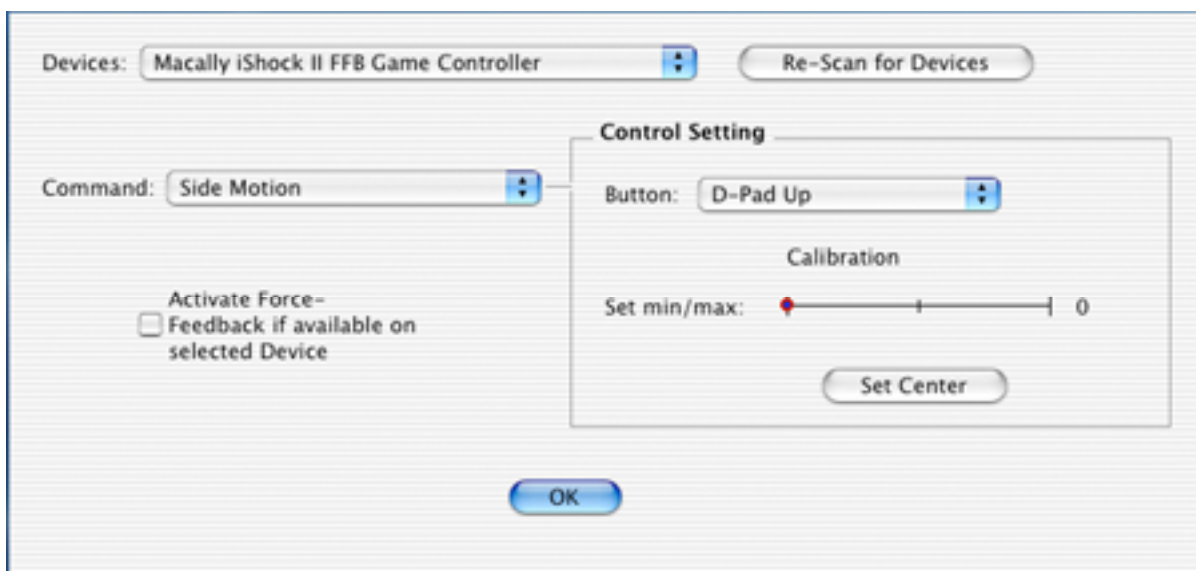 Devices: Macally iShock II FFB Game Controller Re-Scan for Devices
Control Setting
Command: Side Motion
Button: D-Pad Up
Calibration
Activate Force-
Feedback if available on
selected Device
Set min/max: 0
Set Center
OK